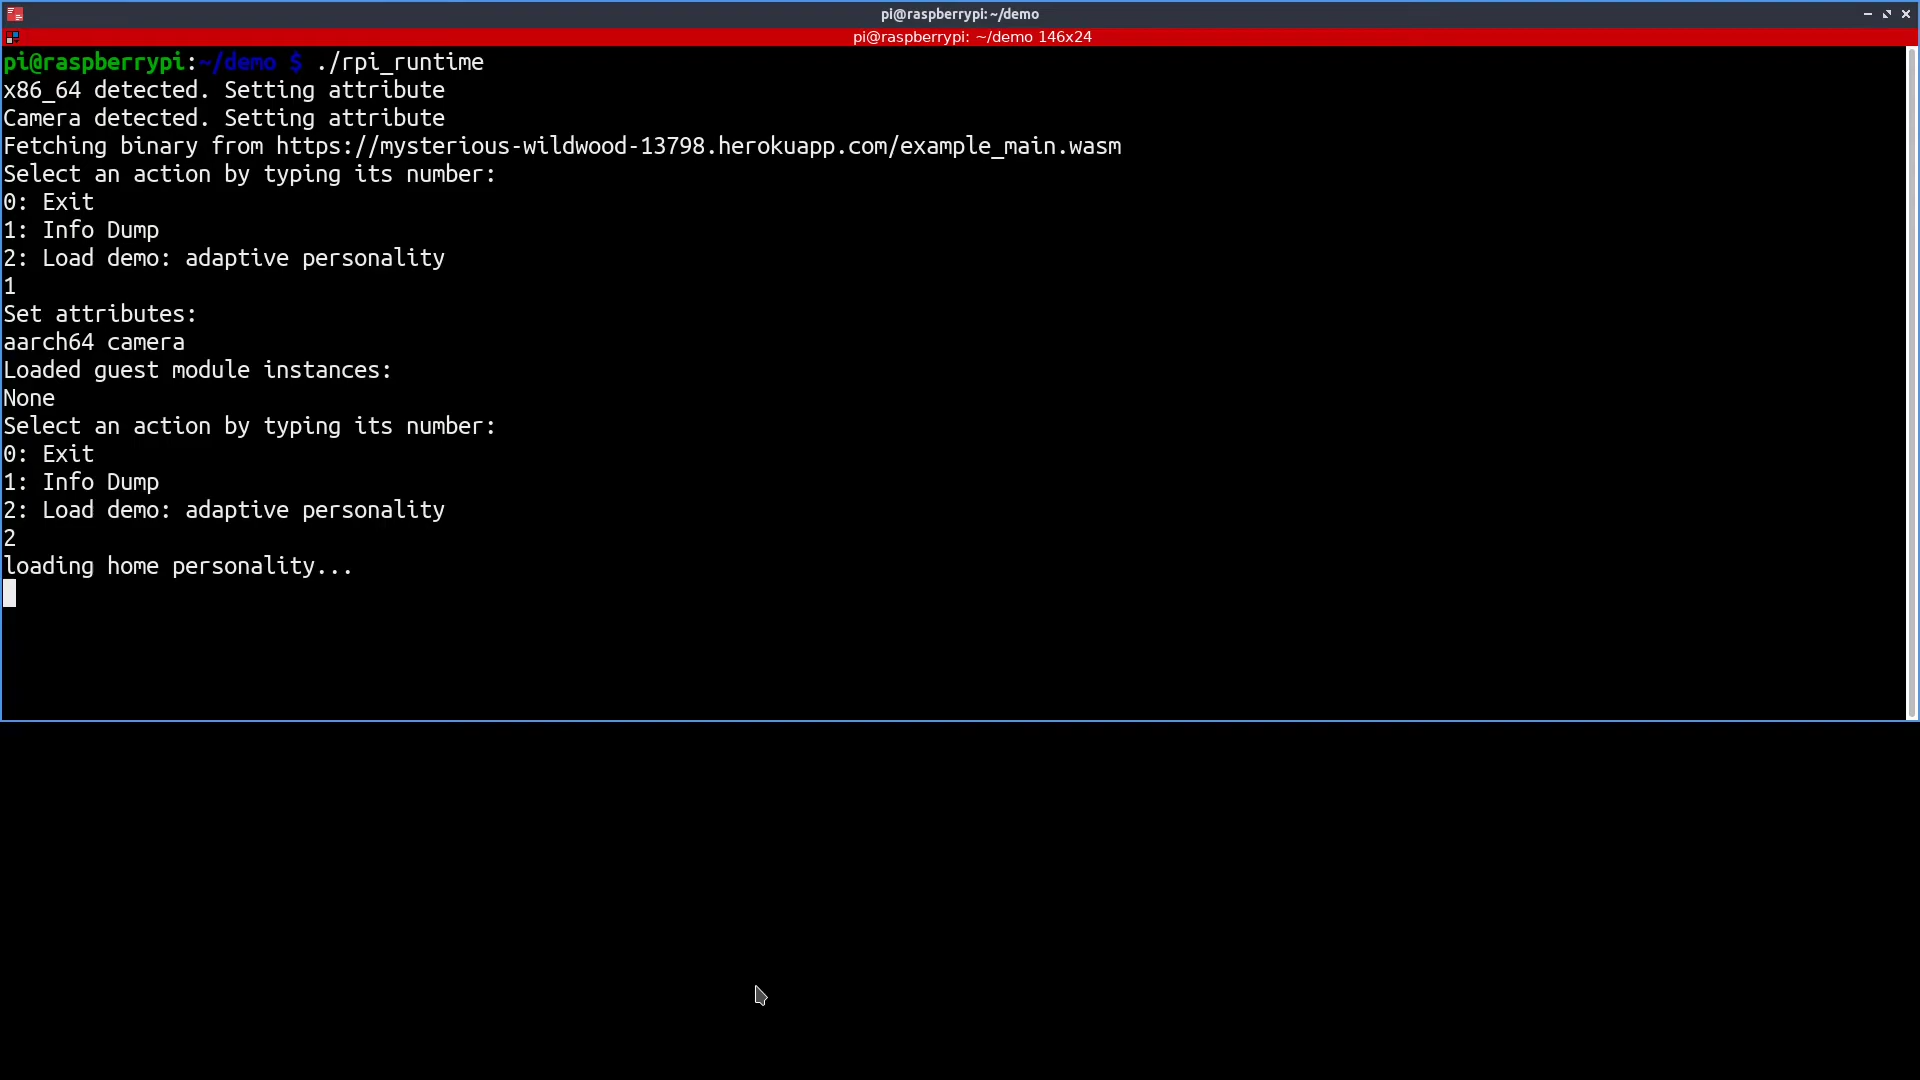 pi@raspberrypi:~/demo
pi@raspberrypi: ~/demo 146x24
pi@raspberrypi:~/demo $ ./rpi_runtime
x86_64 detected. Setting attribute
Camera detected. Setting attribute
Fetching binary from https://mysterious-wildwood-13798.herokuapp.com/example_main.wasm
Select an action by typing its number:
0: Exit
1: Info Dump
2: Load demo: adaptive personality
1
Set attributes:
aarch64 camera
Loaded guest module instances:
None
Select an action by typing its number:
0: Exit
1: Info Dump
2: Load demo: adaptive personality
2
loading home personality...